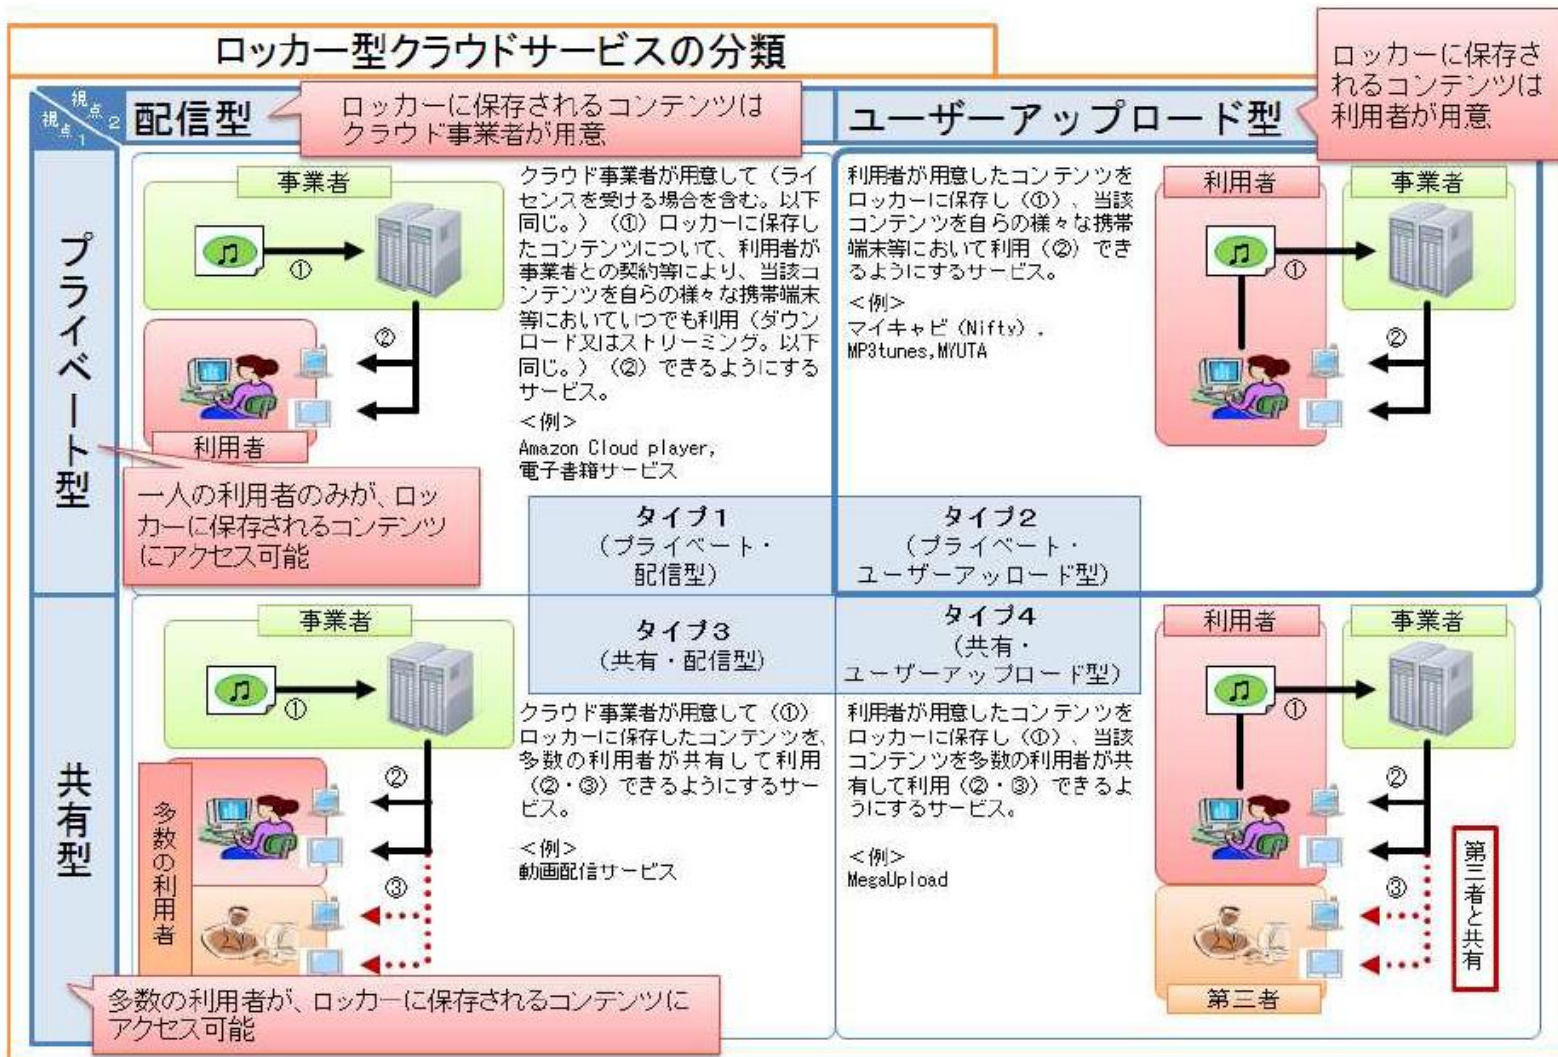 ロッカー型クラウドサービスの分類
視点2
視点1
配信型
ロッカーに保存されるコンテンツは
クラウド事業者が用意
ユーザーアップロード型
ロッカーに保存さ
れるコンテンツは
利用者が用意
プライベート型
事業者
①
②
利用者
クラウド事業者が用意して（ライ
センスを受ける場合を含む。以下
同じ。）（①）ロッカーに保存し
たコンテンツについて、利用者が
事業者との契約等により、当該コ
ンテンツを自らの様々な携帯端末
等においていつでも利用（ダウン
ロード又はストリーミング。以下
同じ。）（②）できるようにする
サービス。
＜例＞
Amazon Cloud player,
電子書籍サービス
一人の利用者のみが、ロッ
カーに保存されるコンテンツ
にアクセス可能
利用者が用意したコンテンツを
ロッカーに保存し（①）、当該
コンテンツを自らの様々な携帯
端末等において利用（②）でき
るようにするサービス。
＜例＞
マイキャビ（Nifty）,
MP3tunes,MYUTA
利用者
事業者
①
②
タイプ1
（プライベート・
配信型）
タイプ2
（プライベート・
ユーザーアッロード型）
タイプ3
（共有・配信型）
タイプ4
（共有・
ユーザーアップロード型）
共有型
事業者
①
②
③
多数の利用者
クラウド事業者が用意して（①）
ロッカーに保存したコンテンツを、
多数の利用者が共有して利用
（②・③）できるようにするサー
ビス。
＜例＞
動画配信サービス
多数の利用者が、ロッカーに保存されるコンテンツに
アクセス可能
利用者が用意したコンテンツを
ロッカーに保存し（①）、当該
コンテンツを多数の利用者が共
有して利用（②・③）できるよ
うにするサービス。
＜例＞
MegaUpload
利用者
事業者
①
②
③
第三者と共有
第三者